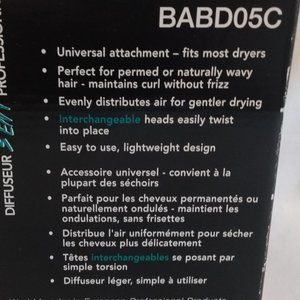 BABD05C
• Universal attachment – fits most dryers
• Perfect for permed or naturally wavy
hair - maintains curl without frizz
• Evenly distributes air for gentler drying
• Interchangeable heads easily twist
into place
• Easy to use, lightweight design
• Accessoire universel - convient à la
plupart des séchoirs
• Parfait pour les cheveux permanentés ou
naturellement ondulés - maintient les
ondulations, sans frisettes
• Distribue l'air uniformément pour sécher
les cheveux plus délicatement
• Têtes interchangeables se posant par
simple torsion
• Diffuseur léger, simple à utiliser
DIFFUSEUR 3 EN 1 PROFESSION